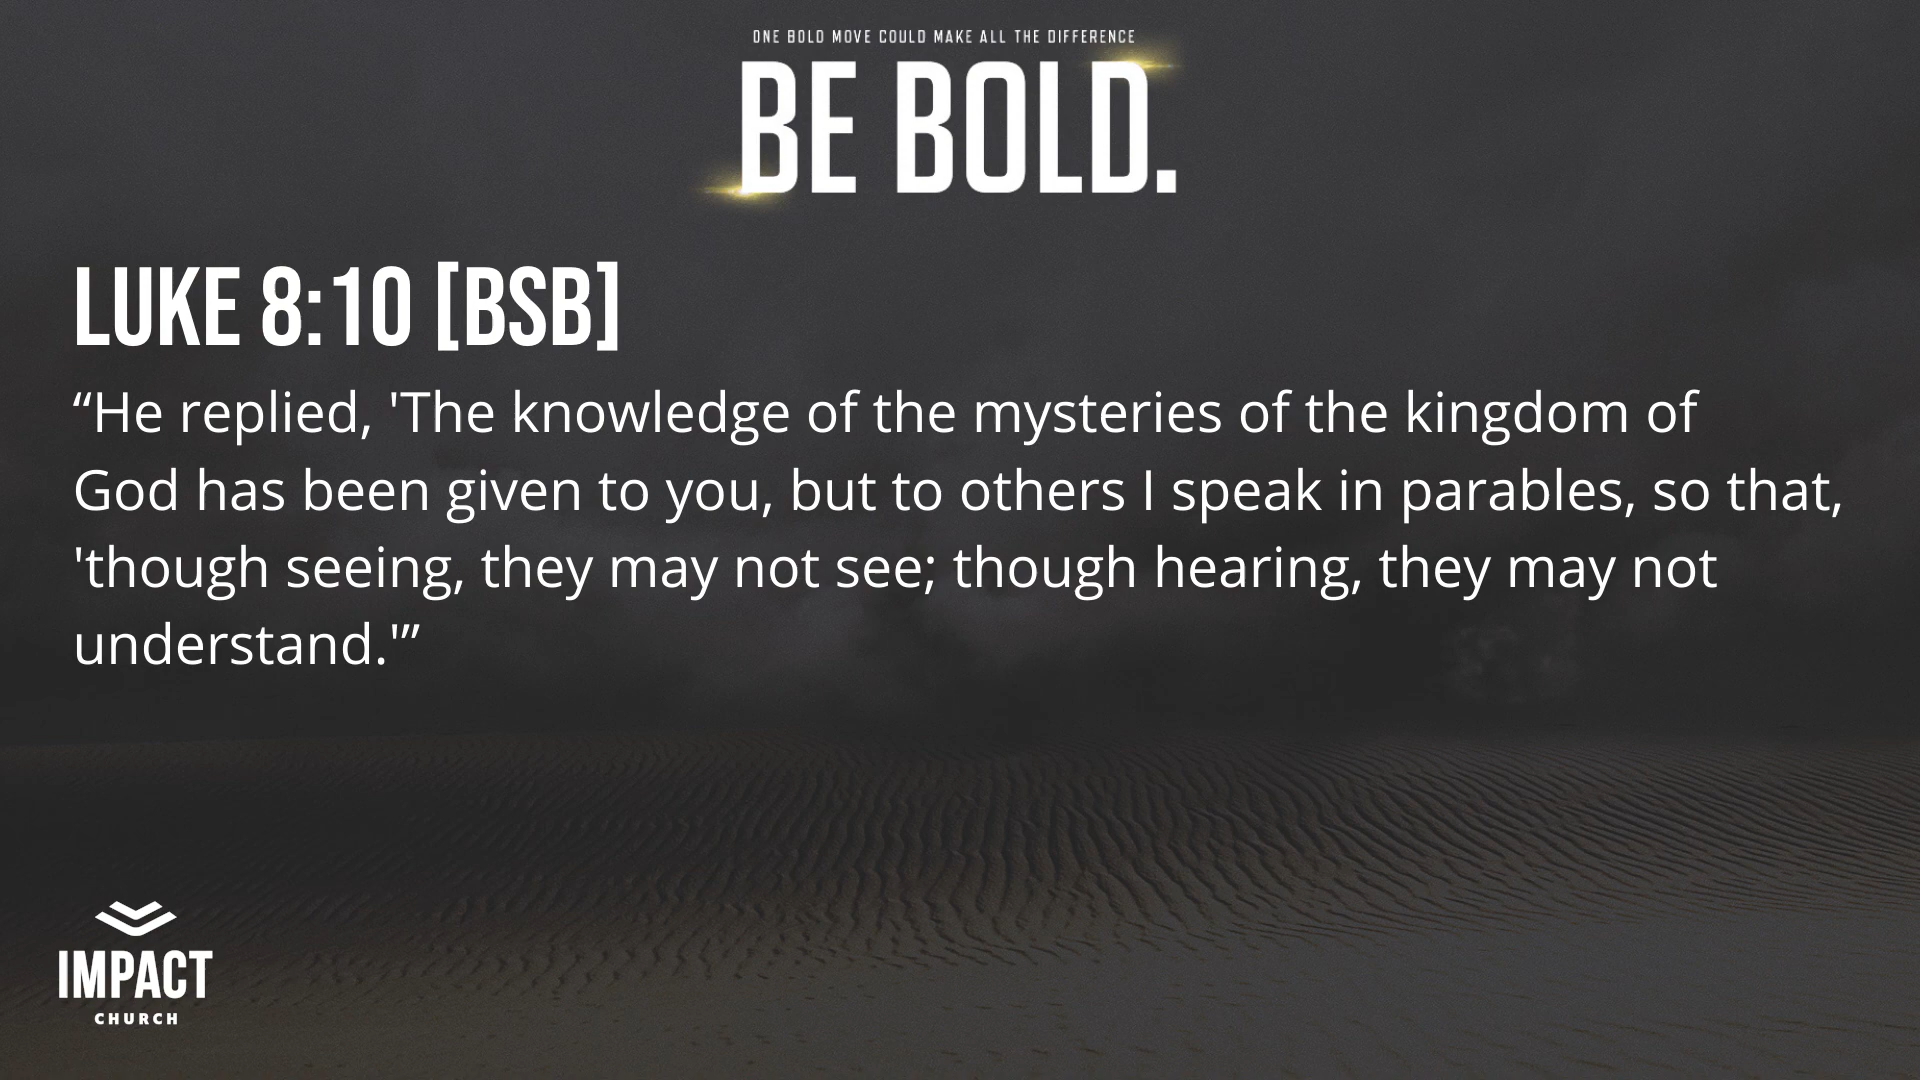 ONE BOLD MOVE COULD MAKE ALL THE DIFFERENCE
BE BOLD.
LUKE 8:10 [BSB]
“He replied, 'The knowledge of the mysteries of the kingdom of
God has been given to you, but to others I speak in parables, so that,
'though seeing, they may not see; though hearing, they may not
understand.'”
IMPACT
CHURCH